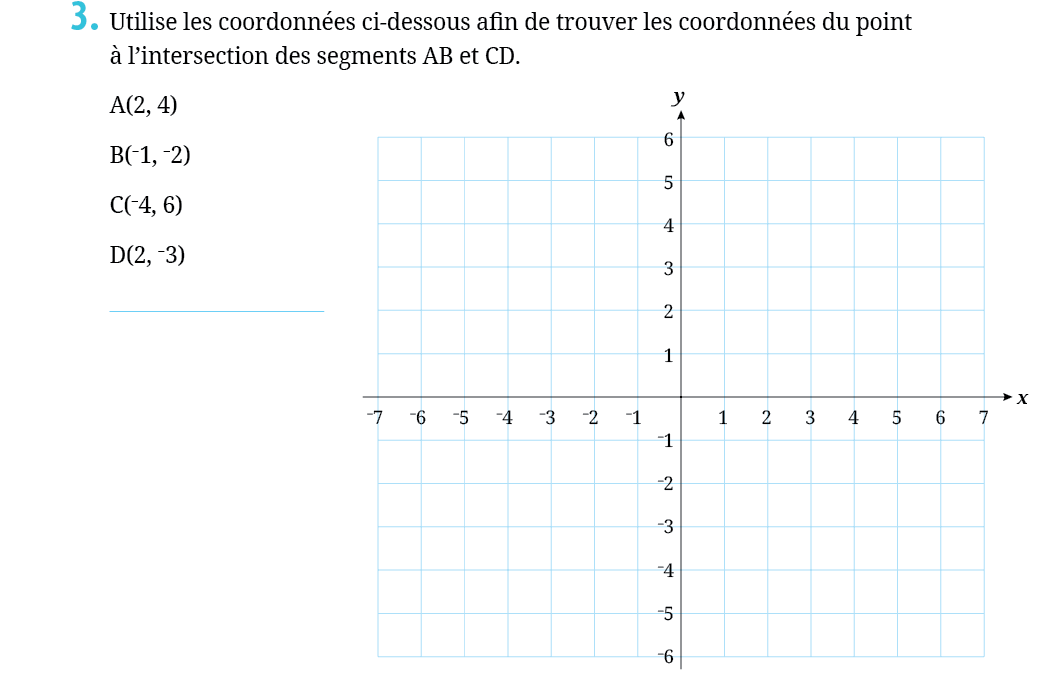 3. Utilise les coordonnées ci-dessous afin de trouver les coordonnées du point
à l’intersection des segments AB et CD.
A(2, 4)
B(⁻1, ⁻2)
C(⁻4, 6)
D(2, ⁻3)
y
6
5
4
3
2
1
x
⁻7 ⁻6 ⁻5 ⁻4 ⁻3 ⁻2 ⁻1 1 2 3 4 5 6 7
⁻1
⁻2
⁻3
⁻4
⁻5
⁻6